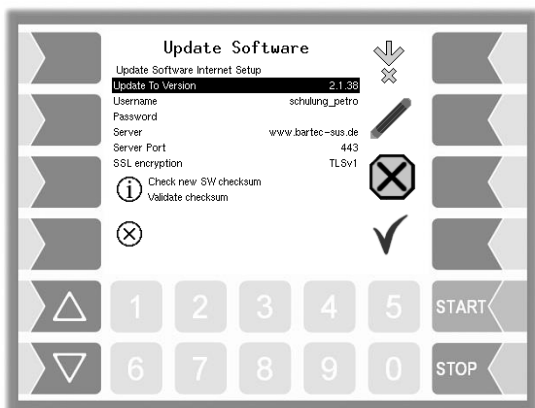 Update Software
Update Software Internet Setup
Update To Version 2.1.38
Username schulung_petro
Password
Server www.bartec-sus.de
Server Port 443
SSL encryption TLSv1
Check new SW checksum
Validate checksum
1 2 3 4 5 START
6 7 8 9 0 STOP